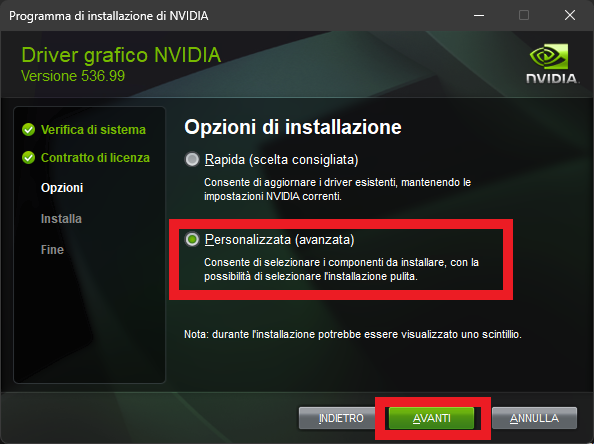 Programma di installazione di NVIDIA
Driver grafico NVIDIA
Versione 536.99
NVIDIA.
Verifica di sistema
Contratto di licenza
Opzioni
Installa
Fine
Opzioni di installazione
Rapida (scelta consigliata)
Consente di aggiornare i driver esistenti, mantenendo le
impostazioni NVIDIA correnti.
Personalizzata (avanzata)
Consente di selezionare i componenti da installare, con la
possibilità di selezionare l'installazione pulita.
Nota: durante l'installazione potrebbe essere visualizzato uno scintillio.
INDIETRO
AVANTI
ANNULLA